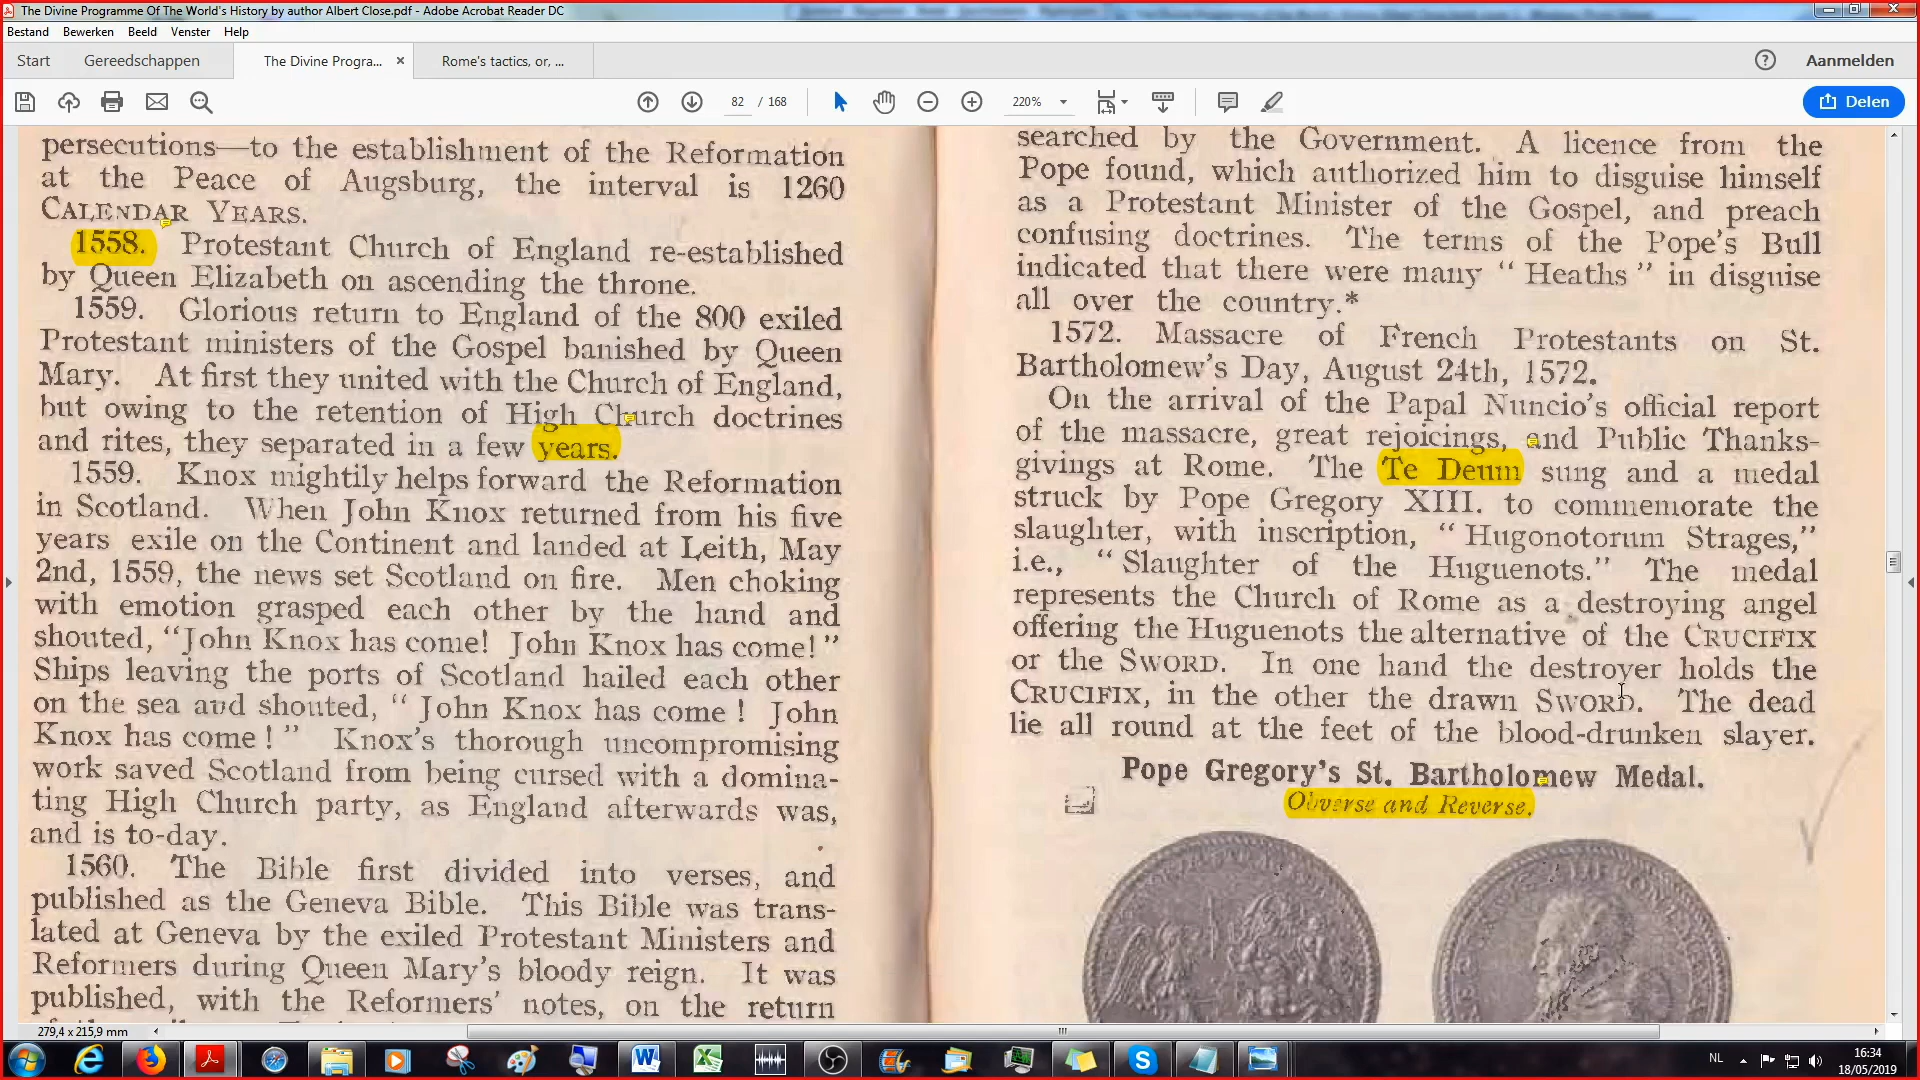 The Divine Programme Of The World's History by author Albert Close.pdf - Adobe Acrobat Reader DC
Bestand Bewerken Beeld Venster Help
Start Gereedschappen The Divine Progra... × Rome's tactics, or, ... Aanmelden
82 / 168 220% Delen
persecutions—to the establishment of the Reformation
at the Peace of Augsburg, the interval is 1260
CALENDAR YEARS.
1558. Protestant Church of England re-established
by Queen Elizabeth on ascending the throne.
1559. Glorious return to England of the 800 exiled
Protestant ministers of the Gospel banished by Queen
Mary. At first they united with the Church of England,
but owing to the retention of High Church doctrines
and rites, they separated in a few years.
1559. Knox mightily helps forward the Reformation
in Scotland. When John Knox returned from his five
years exile on the Continent and landed at Leith, May
2nd, 1559, the news set Scotland on fire. Men choking
with emotion grasped each other by the hand and
shouted, "John Knox has come! John Knox has come!"
Ships leaving the ports of Scotland hailed each other
on the sea and shouted, "John Knox has come! John
Knox has come!" Knox's thorough uncompromising
work saved Scotland from being cursed with a domina-
ting High Church party, as England afterwards was,
and is to-day.
1560. The Bible first divided into verses, and
published as the Geneva Bible. This Bible was trans-
lated at Geneva by the exiled Protestant Ministers and
Reformers during Queen Mary's bloody reign. It was
published, with the Reformers' notes, on the return
searched by the Government. A licence from the
Pope found, which authorized him to disguise himself
as a Protestant Minister of the Gospel, and preach
confusing doctrines. The terms of the Pope's Bull
indicated that there were many "Heaths" in disguise
all over the country.*
1572. Massacre of French Protestants on St.
Bartholomew's Day, August 24th, 1572.
On the arrival of the Papal Nuncio's official report
of the massacre, great rejoicings, and Public Thanks-
givings at Rome. The Te Deum sung and a medal
struck by Pope Gregory XIII. to commemorate the
slaughter, with inscription, "Hugonotorum Strages,"
i.e., "Slaughter of the Huguenots." The medal
represents the Church of Rome as a destroying angel
offering the Huguenots the alternative of the CRUCIFIX
or the SWORD. In one hand the destroyer holds the
CRUCIFIX, in the other the drawn SWORD. The dead
lie all round at the feet of the blood-drunken slayer.
Pope Gregory's St. Bartholomew Medal.
Obverse and Reverse.
279,4 x 215,9 mm
NL 16:34
18/05/2019